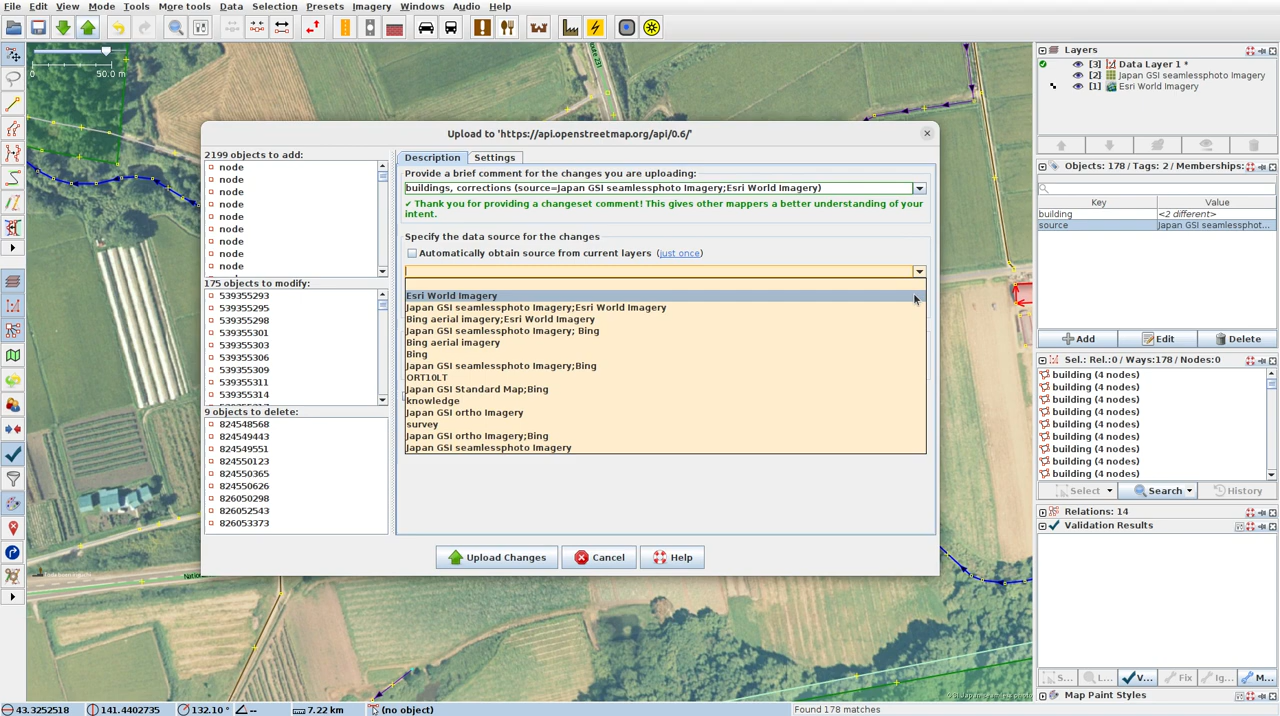 File Edit View Mode Tools More tools Data Selection Presets Imagery Windows Audio Help
0 50.0 m
Upload to 'https://api.openstreetmap.org/api/0.6/'
2199 objects to add:
node
node
node
node
node
node
node
node
node
175 objects to modify:
539355293
539355295
539355298
539355301
539355303
539355306
539355309
539355311
539355314
9 objects to delete:
824548568
824549443
824549551
824550123
824550365
824550626
826050298
826052543
826053373
Description Settings
Provide a brief comment for the changes you are uploading:
buildings, corrections (source=Japan GSI seamlessphoto Imagery;Esri World Imagery)
✔ Thank you for providing a changeset comment! This gives other mappers a better understanding of your
intent.
Specify the data source for the changes
Automatically obtain source from current layers (just once)
Esri World Imagery
Japan GSI seamlessphoto Imagery;Esri World Imagery
Bing aerial imagery;Esri World Imagery
Japan GSI seamlessphoto Imagery; Bing
Bing aerial imagery
Bing
Japan GSI seamlessphoto Imagery;Bing
ORT10LT
Japan GSI Standard Map;Bing
knowledge
Japan GSI ortho Imagery
survey
Japan GSI ortho Imagery;Bing
Japan GSI seamlessphoto Imagery
Upload Changes Cancel Help
Layers
[3] Data Layer 1 *
[2] Japan GSI seamlessphoto Imagery
[1] Esri World Imagery
Objects: 178 / Tags: 2 / Memberships:
Key Value
building <2 different>
source Japan GSI seamlessphot...
Add Edit Delete
Sel.: Rel.:0 / Ways:178 / Nodes:0
building (4 nodes)
building (4 nodes)
building (4 nodes)
building (4 nodes)
building (4 nodes)
building (4 nodes)
building (4 nodes)
building (4 nodes)
building (4 nodes)
Select Search History
Relations: 14
Validation Results
S... L... V... Fix Ig... M...
Map Paint Styles
43.3252518 141.4402735 132.10 ° -- 7.22 km (no object) Found 178 matches